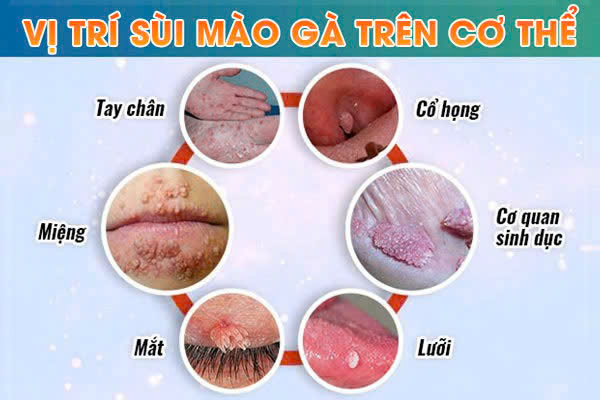 VỊ TRÍ SÙI MÀO GÀ TRÊN CƠ THỂ
Tay chân
Cổ họng
Miệng
Cơ quan
sinh dục
Mắt
Lưỡi